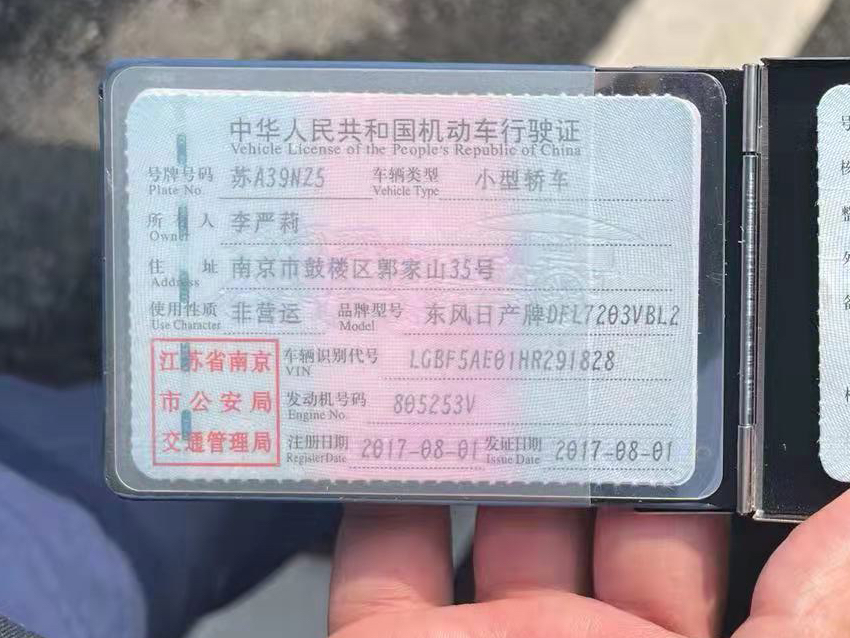 中华人民共和国机动车行驶证
Vehicle License of the People's Republic of China
号牌号码 苏A39NZ5 车辆类型 小型轿车
Plate No. Vehicle Type
所有人 李严莉
Owner
住址 南京市鼓楼区郭家山35号
Address
使用性质 非营运 品牌型号 东风日产牌DFL7203VBL2
Use Character Model
江苏省南京
市公安局
交通管理局
车辆识别代号 LGBF5AE01HR291828
VIN
发动机号码 805253V
Engine No.
注册日期 2017-08-01 发证日期 2017-08-01
Register Date Issue Date
号
核
整
外
备